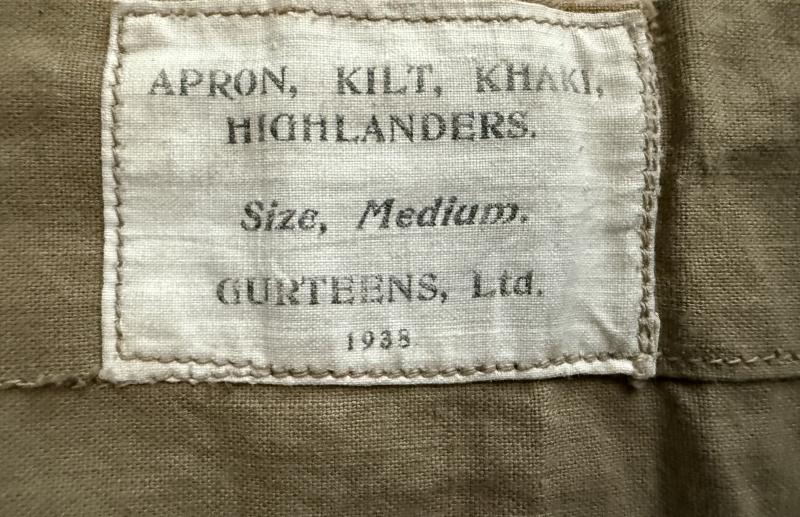 APRON, KILT, KHAKI,
HIGHLANDERS.
Size, Medium.
GURTEENS, Ltd.
1938